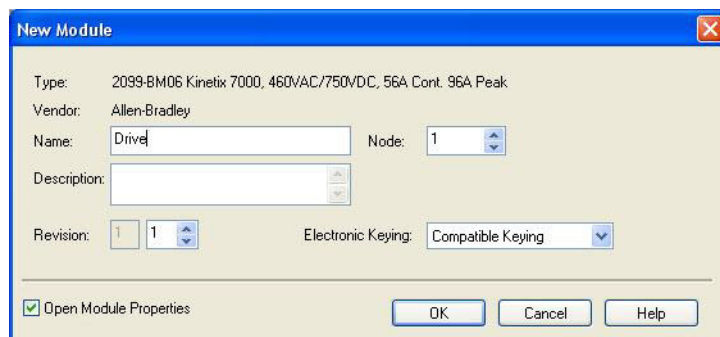 New Module
Type: 2099-BM06 Kinetix 7000, 460VAC/750VDC, 56A Cont. 96A Peak
Vendor: Allen-Bradley
Name: Drive Node: 1
Description:
Revision: 1 1 Electronic Keying: Compatible Keying
Open Module Properties OK Cancel Help